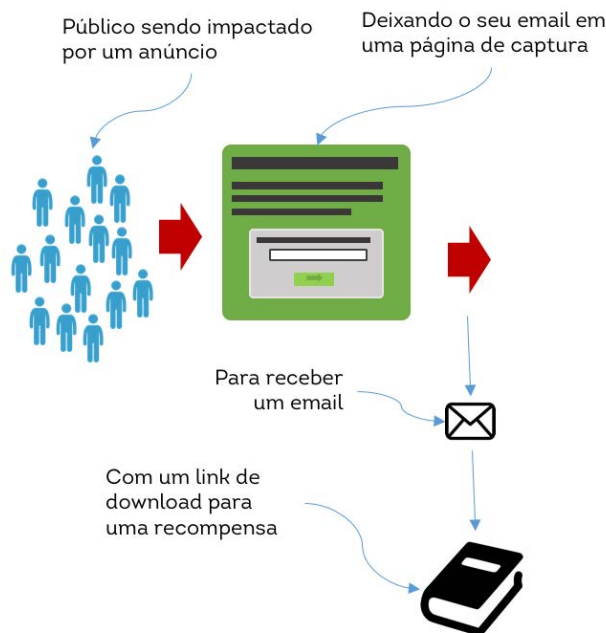 Público sendo impactado
por um anúncio
Deixando o seu email em
uma página de captura
Para receber
um email
Com um link de
download para
uma recompensa